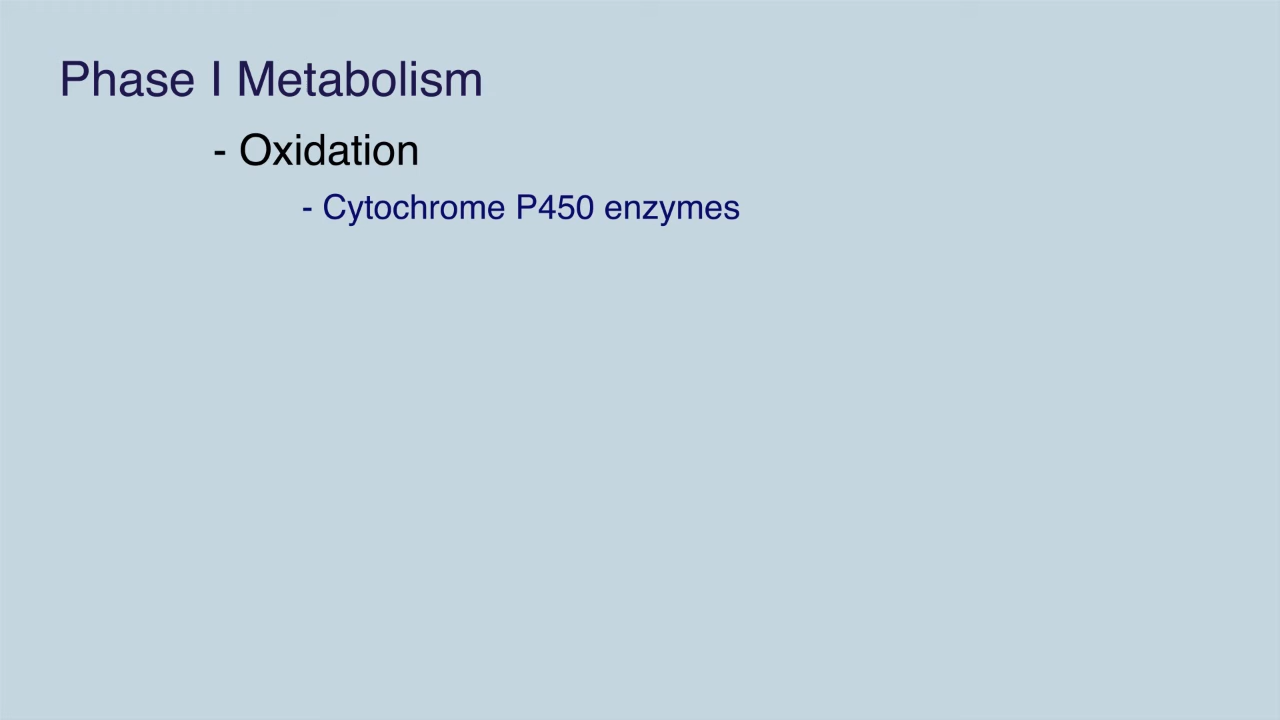 Phase I Metabolism
- Oxidation
- Cytochrome P450 enzymes